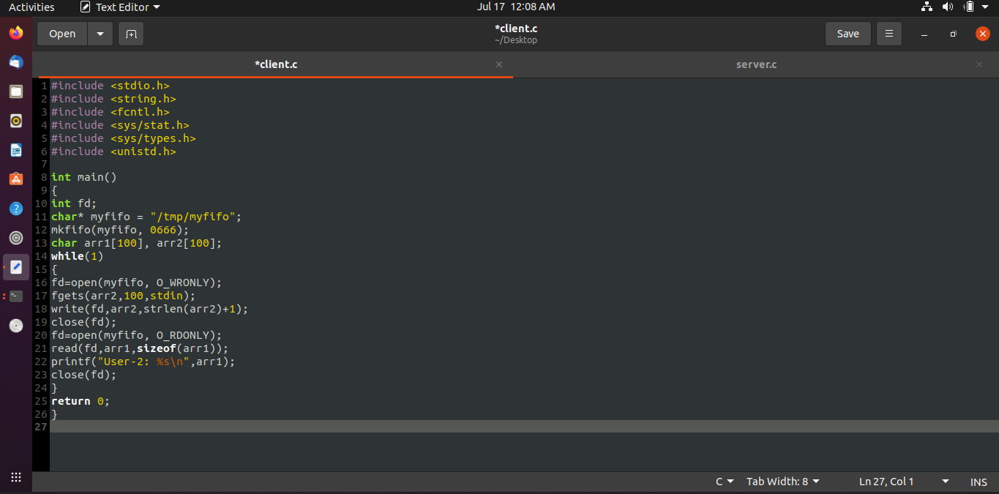 Activities Text Editor Jul 17 12:08 AM
Open *client.c Save
~/Desktop
*client.c server.c
1 #include <stdio.h>
2 #include <string.h>
3 #include <fcntl.h>
4 #include <sys/stat.h>
5 #include <sys/types.h>
6 #include <unistd.h>
7
8 int main()
9 {
10 int fd;
11 char* myfifo = "/tmp/myfifo";
12 mkfifo(myfifo, 0666);
13 char arr1[100], arr2[100];
14 while(1)
15 {
16 fd=open(myfifo, O_WRONLY);
17 fgets(arr2,100,stdin);
18 write(fd,arr2,strlen(arr2)+1);
19 close(fd);
20 fd=open(myfifo, O_RDONLY);
21 read(fd,arr1,sizeof(arr1));
22 printf("User-2: %s\n",arr1);
23 close(fd);
24 }
25 return 0;
26 }
27
C Tab Width: 8 Ln 27, Col 1 INS